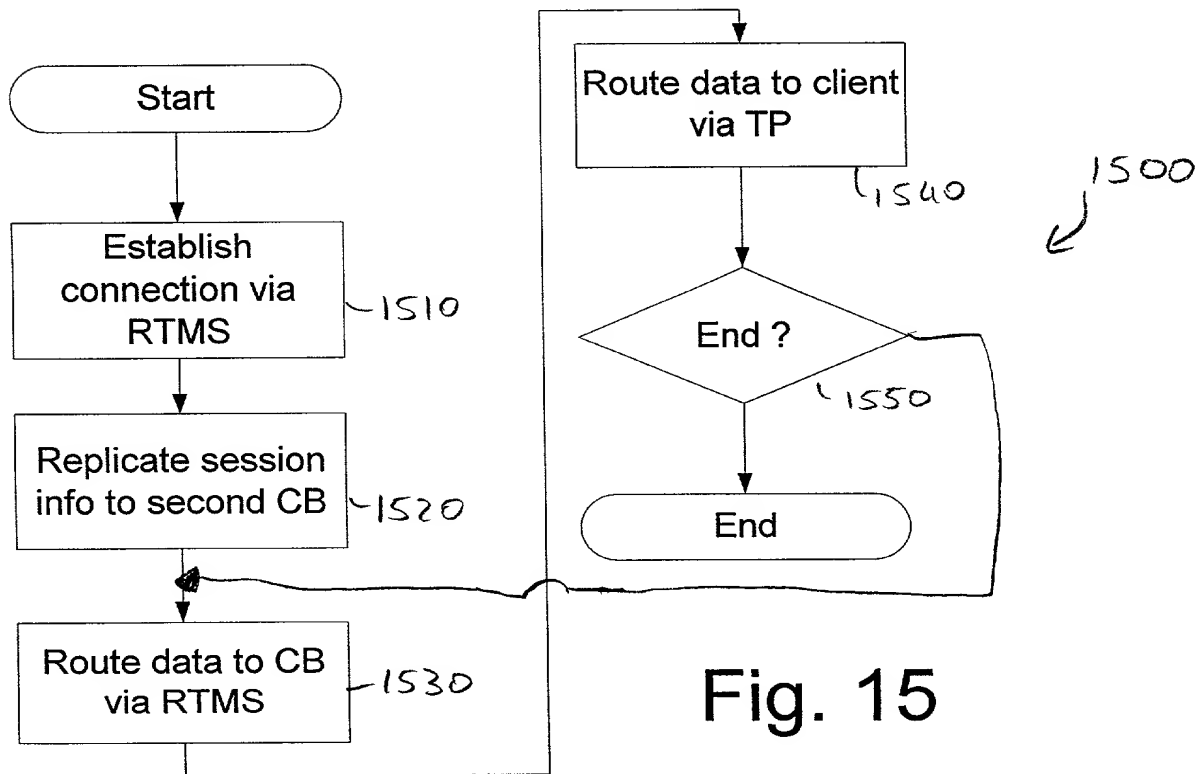 Start
Establish
connection via
RTMS
1510
Replicate session
info to second CB
1520
Route data to CB
via RTMS
1530
Route data to client
via TP
1540
1500
End ?
1550
End
Fig. 15